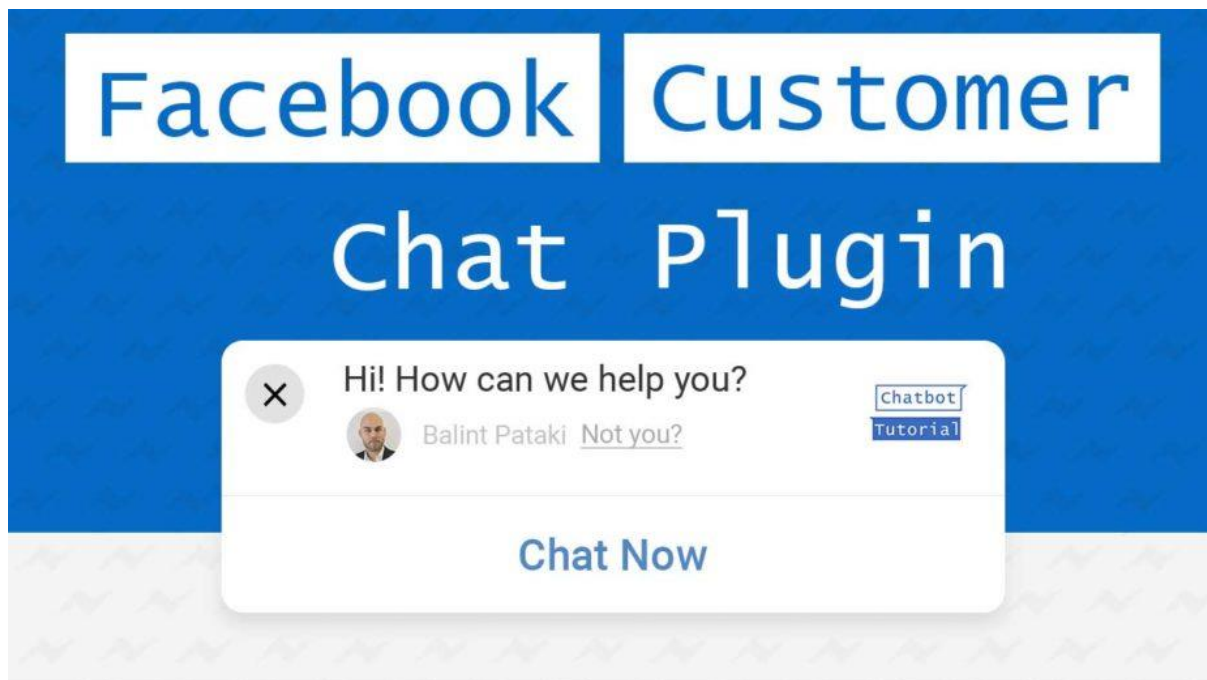 Facebook Customer
Chat Plugin
Hi! How can we help you?
Balint Pataki Not you?
Chatbot
Tutorial
Chat Now